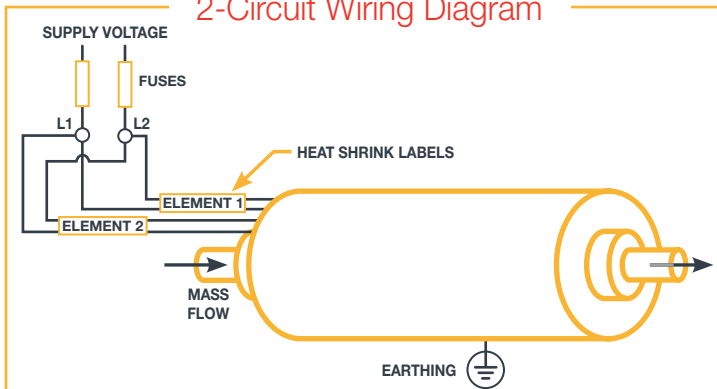 2-Circuit Wiring Diagram
SUPPLY VOLTAGE
FUSES
L1
L2
HEAT SHRINK LABELS
ELEMENT 1
ELEMENT 2
MASS
FLOW
EARTHING